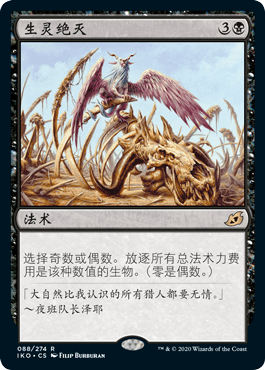 生灵绝灭 3
法术
选择奇数或偶数。放逐所有总法术力费
用是该种数值的生物。（零是偶数。）
「大自然比我认识的所有猎人都要无情。」
～夜班队长泽耶
088/274 R
IKO • CS FILIP BURBURAN
™ & © 2020 Wizards of the Coast